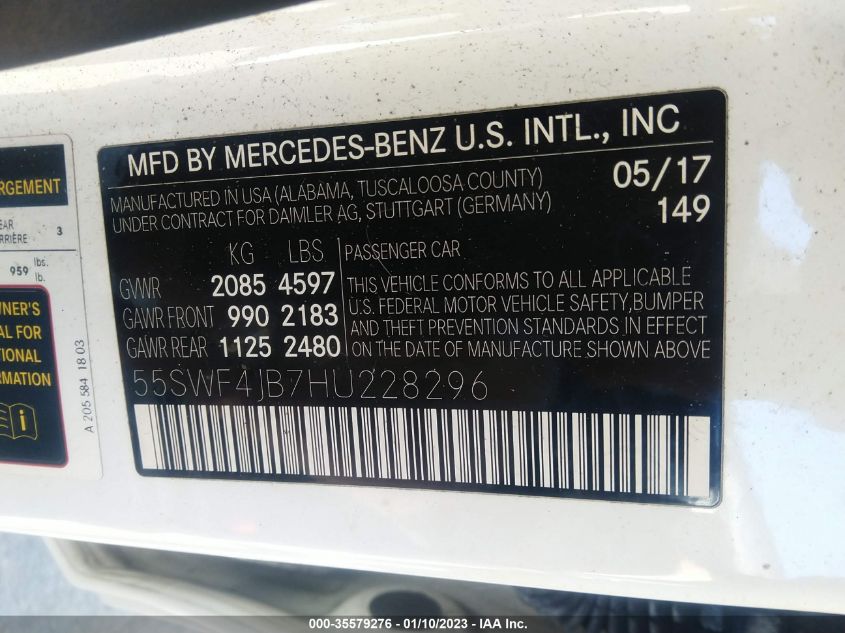 MFD BY MERCEDES-BENZ U.S. INTL., INC
MANUFACTURED IN USA (ALABAMA, TUSCALOOSA COUNTY)
UNDER CONTRACT FOR DAIMLER AG, STUTTGART (GERMANY)
05/17
149
KG LBS
GVWR 2085 4597
GAWR FRONT 990 2183
GAWR REAR 1125 2480
PASSENGER CAR
THIS VEHICLE CONFORMS TO ALL APPLICABLE
U.S. FEDERAL MOTOR VEHICLE SAFETY,BUMPER
AND THEFT PREVENTION STANDARDS IN EFFECT
ON THE DATE OF MANUFACTURE SHOWN ABOVE
55SWF4JB7HU228296
RGEMENT
EAR
RRIÈRE 3
959 lbs.
lb.
WNER'S
AL FOR
TIONAL
RMATION
i
A 205 584 18 03
000-35579276 - 01/10/2023 - IAA Inc.